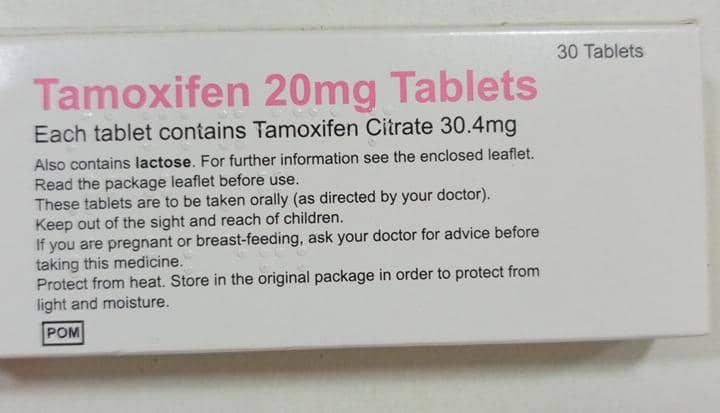 30 Tablets
Tamoxifen 20mg Tablets
Each tablet contains Tamoxifen Citrate 30.4mg
Also contains lactose. For further information see the enclosed leaflet.
Read the package leaflet before use.
These tablets are to be taken orally (as directed by your doctor).
Keep out of the sight and reach of children.
If you are pregnant or breast-feeding, ask your doctor for advice before
taking this medicine.
Protect from heat. Store in the original package in order to protect from
light and moisture.
POM